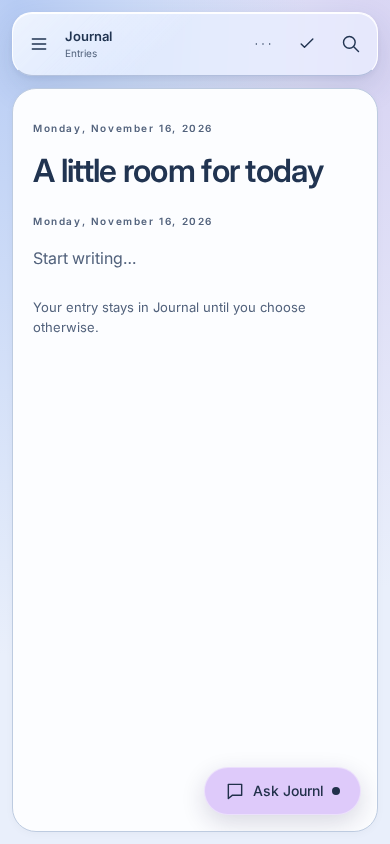 Journal
Entries
Monday, November 16, 2026
A little room for today
Monday, November 16, 2026
Start writing...
Your entry stays in Journal until you choose
otherwise.
Ask Journl